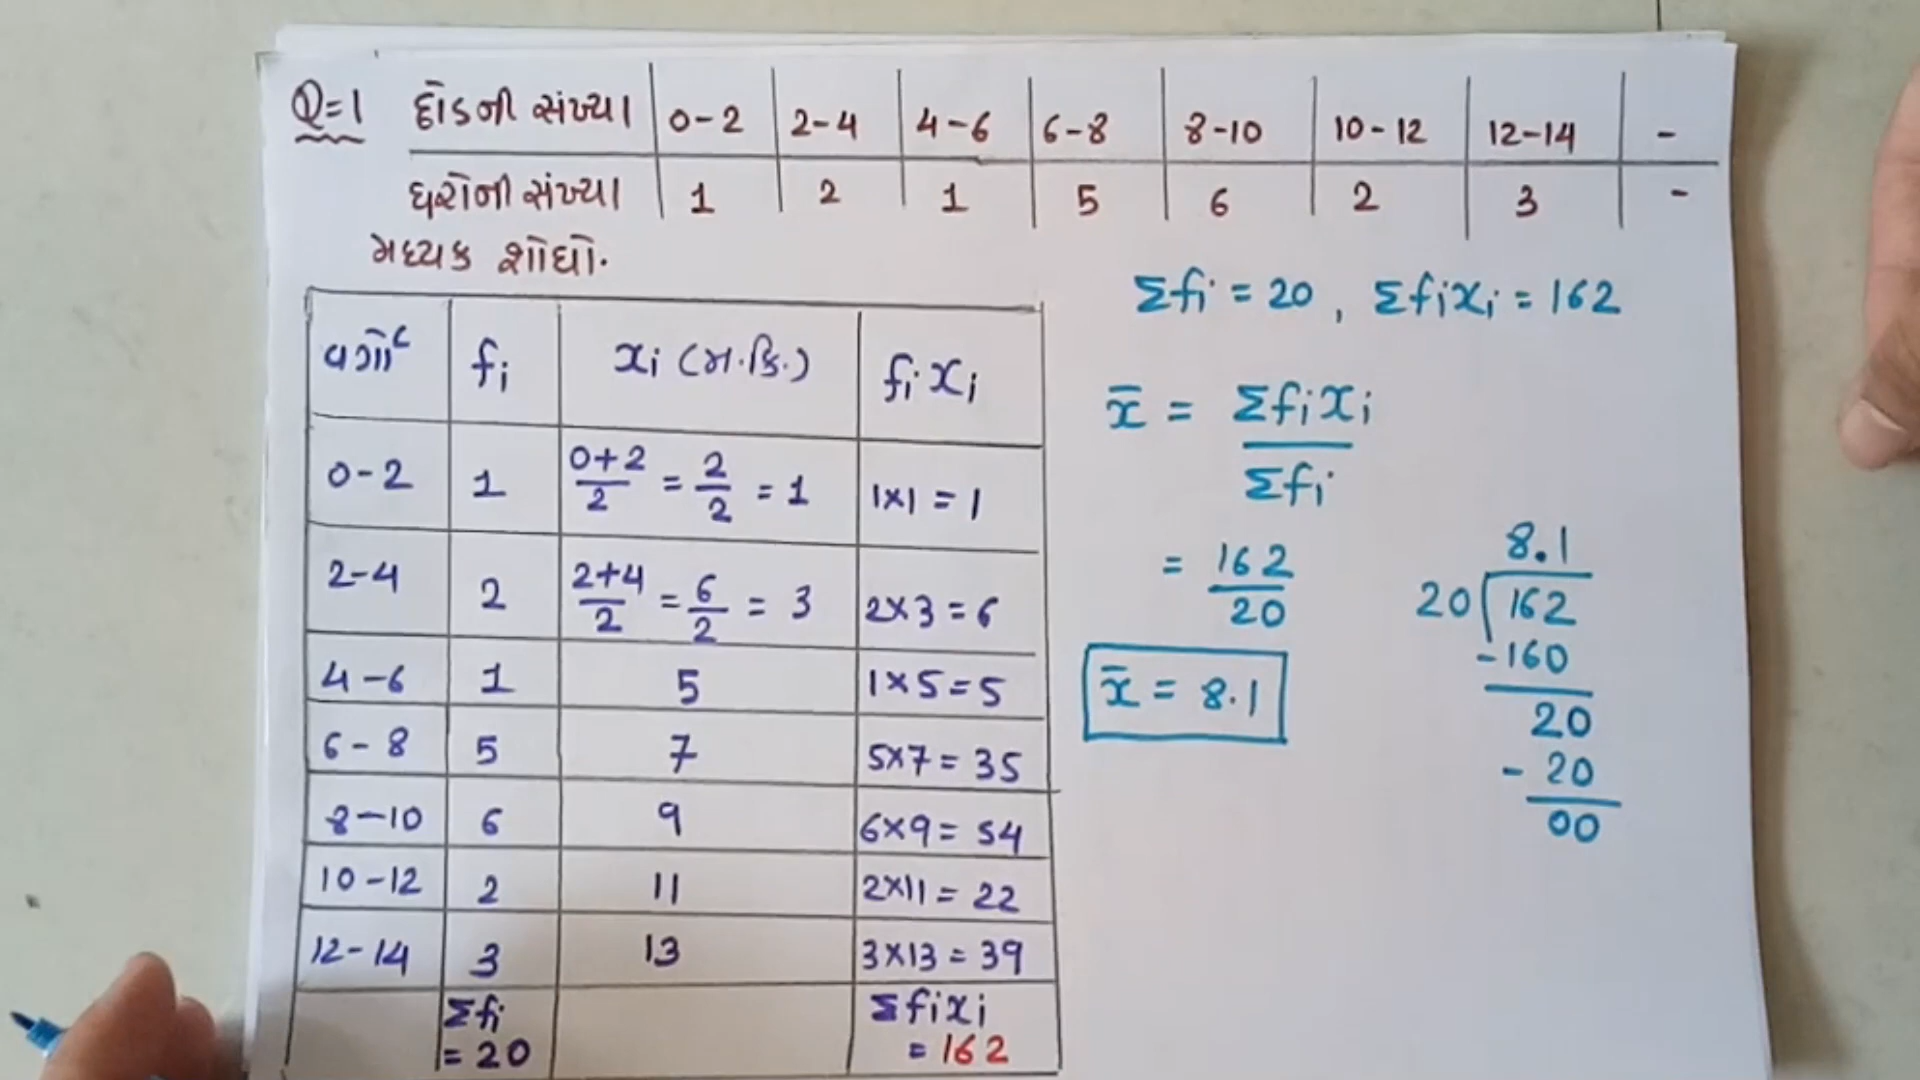 Q=1 છોડની સંખ્યા 0-2 2-4 4-6 6-8 8-10 10-12 12-14 -
ઘરોની સંખ્યા 1 2 1 5 6 2 3 -
મધ્યક શોધો.
Σfi = 20, Σfixi = 162
વર્ગો fi xi (મ.કિ.) fixi
x̄ = Σfixi / Σfi
0-2 1 0+2/2 = 2/2 = 1 1×1 = 1
2-4 2 2+4/2 = 6/2 = 3 2×3 = 6
4-6 1 5 1×5=5
6-8 5 7 5×7 = 35
8-10 6 9 6×9 = 54
10-12 2 11 2×11 = 22
12-14 3 13 3×13 = 39
Σfi Σfixi
= 20 = 162
= 162/20
x̄ = 8.1
8.1
20 162
-160
20
- 20
00